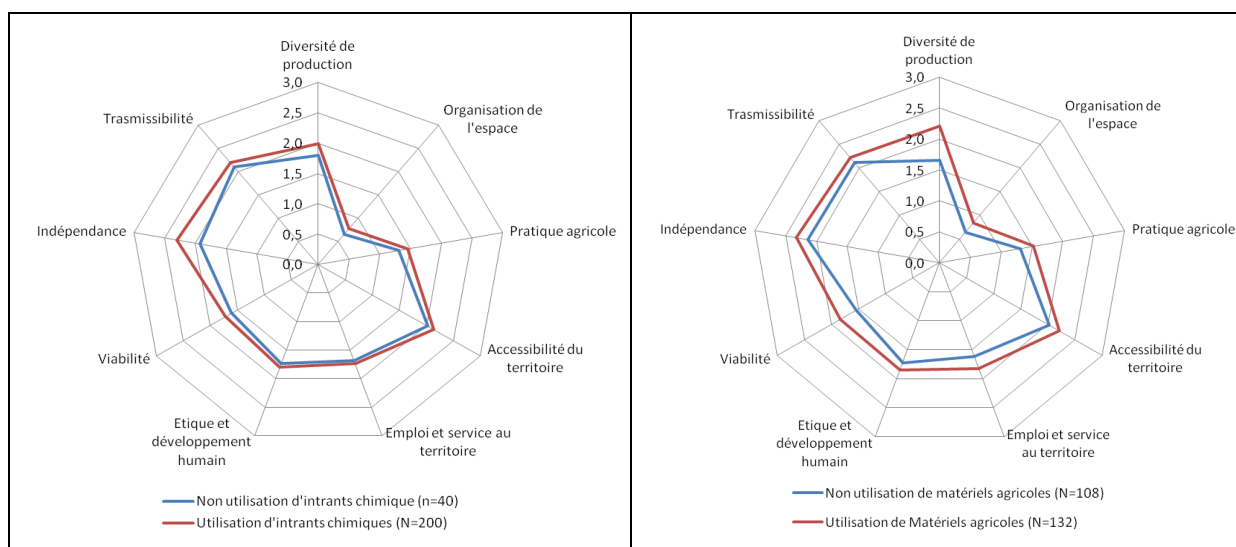 Diversité de
production
3,0
2,5
2,0
1,5
1,0
0,5
0,0
Organisation de
l'espace
Pratique agricole
Accessibilité du
territoire
Emploi et service au
territoire
Etique et
développement
humain
Viabilité
Indépendance
Trasmissibilité
Non utilisation d'intrants chimique (n=40)
Utilisation d'intrants chimiques (N=200)
Diversité de
production
3,0
2,5
2,0
1,5
1,0
0,5
0,0
Organisation de
l'espace
Pratique agricole
Accessibilité du
territoire
Emploi et service
au territoire
Etique et
développement
humain
Viabilité
Indépendance
Trasmissibilité
Non utilisation de matériels agricoles (N=108)
Utilisation de Matériels agricoles (N=132)